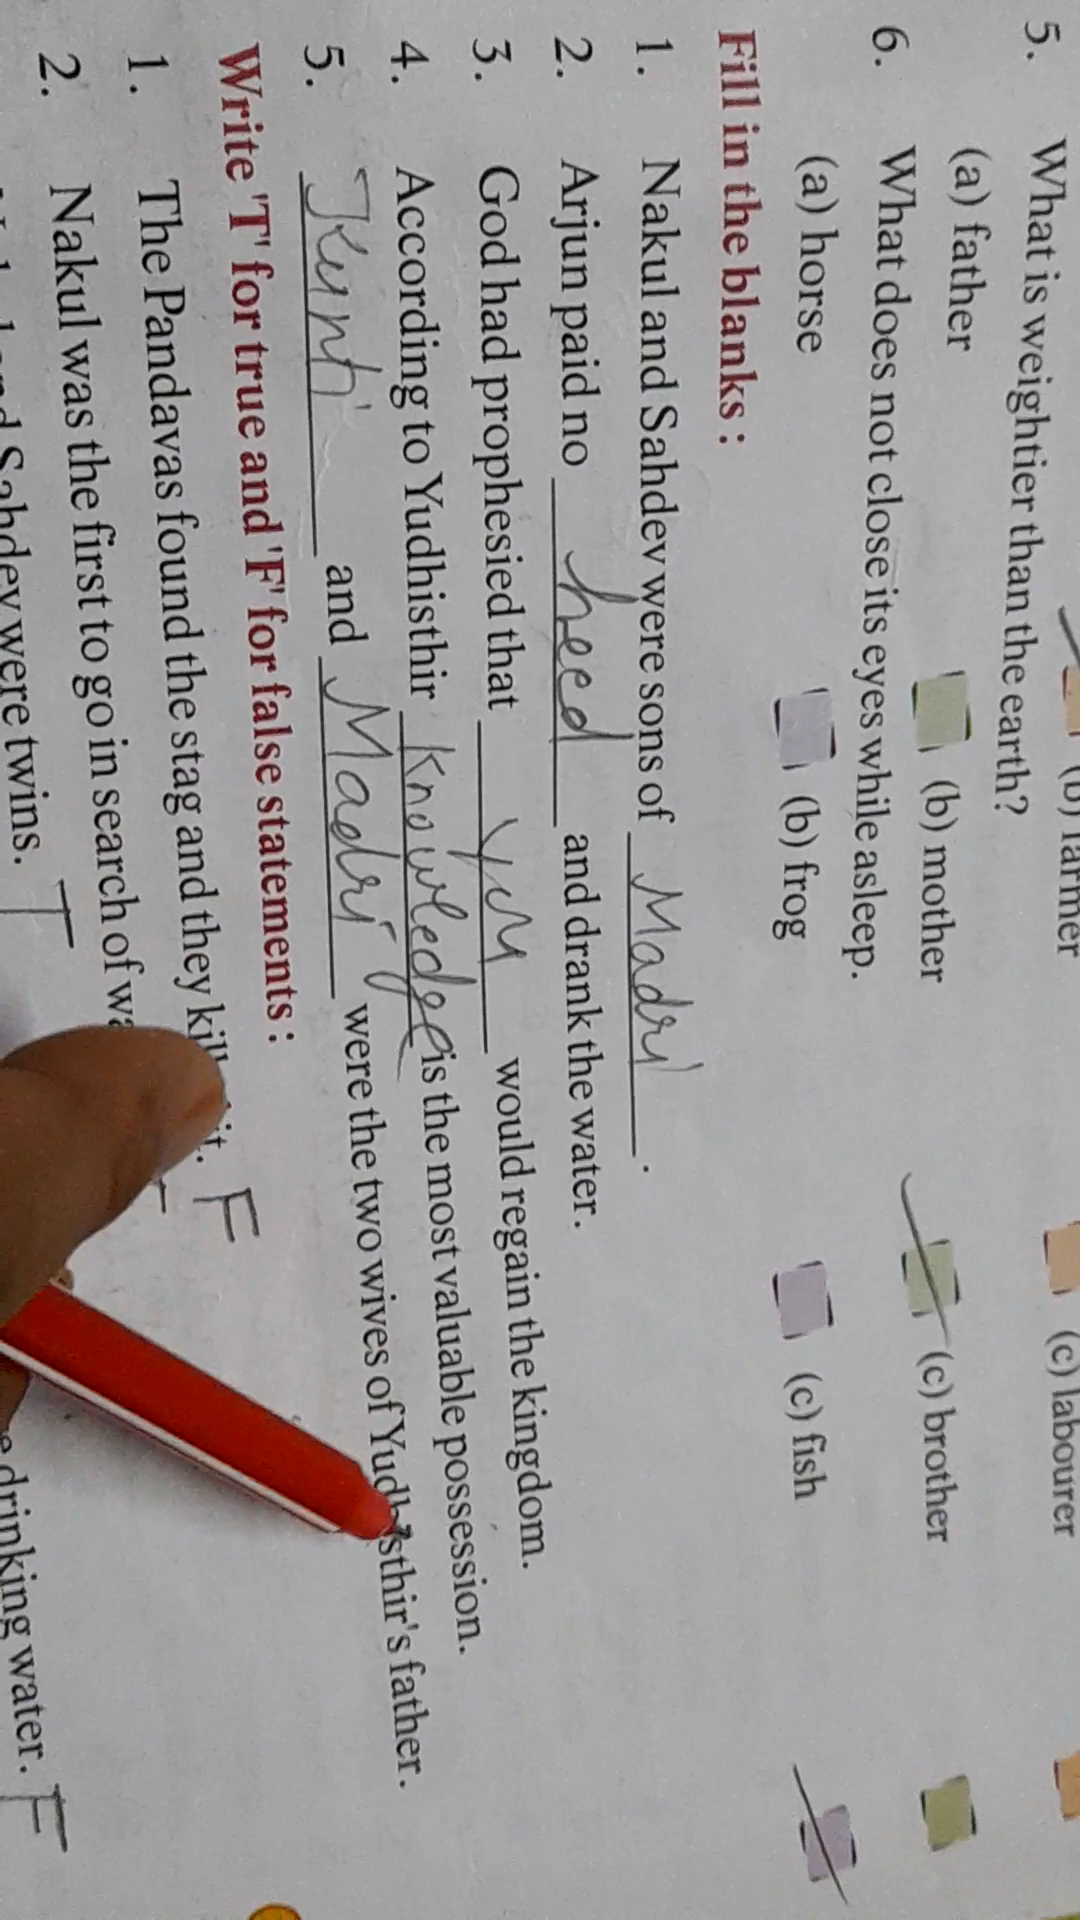 (b) farmer (c) labourer
5. What is weightier than the earth?
(a) father (b) mother (c) brother
6. What does not close its eyes while asleep.
(a) horse (b) frog (c) fish
Fill in the blanks :
1. Nakul and Sahdev were sons of Madri.
2. Arjun paid no heed and drank the water.
3. God had prophesied that you would regain the kingdom.
4. According to Yudhisthir knowledge is the most valuable possession.
5. Kunti and Madri were the two wives of Yudhisthir's father.
Write 'T' for true and 'F' for false statements :
1. The Pandavas found the stag and they it. F
2. Nakul was the first to go in search of
Sahdev were twins. T
drinking water. F